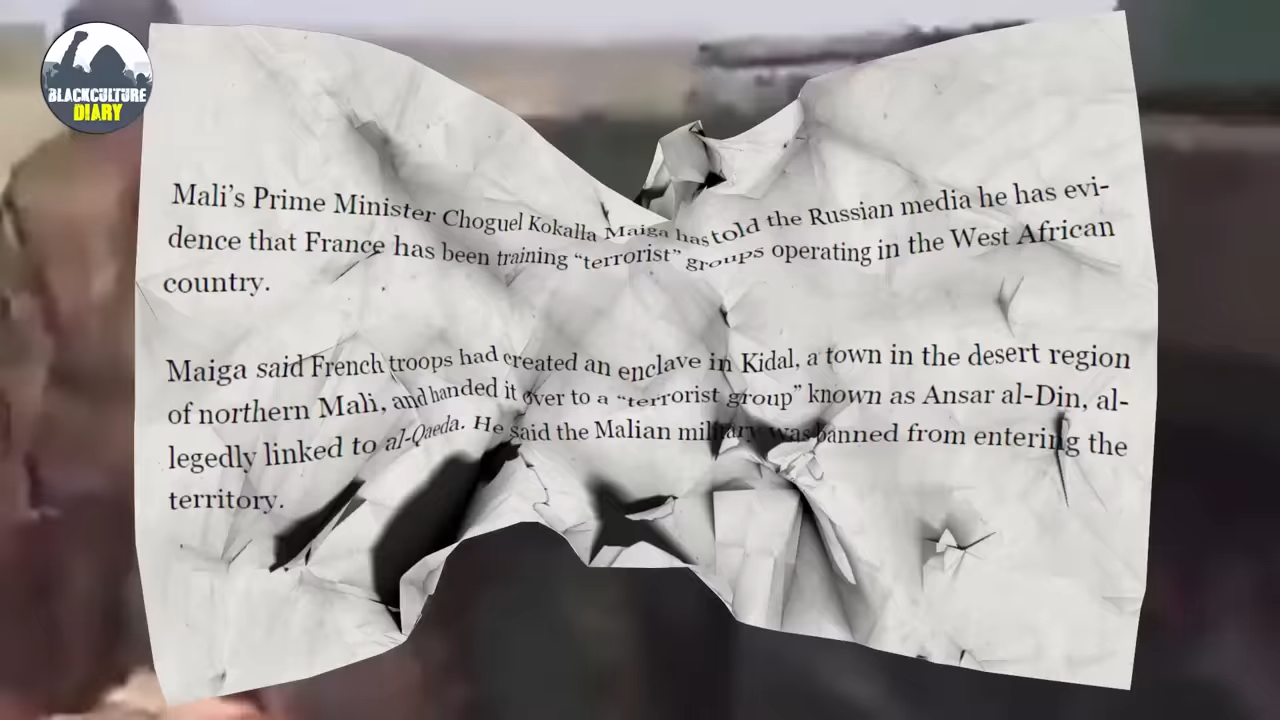 BLACKCULTURE
DIARY
Mali’s Prime Minister Choguel Kokalla Maiga has told the Russian media he has evi-
dence that France has been training “terrorist” groups operating in the West African
country.
Maiga said French troops had created an enclave in Kidal, a town in the desert region
of northern Mali, and handed it over to a “terrorist group” known as Ansar al-Din, al-
legedly linked to al-Qaeda. He said the Malian military was banned from entering the
territory.